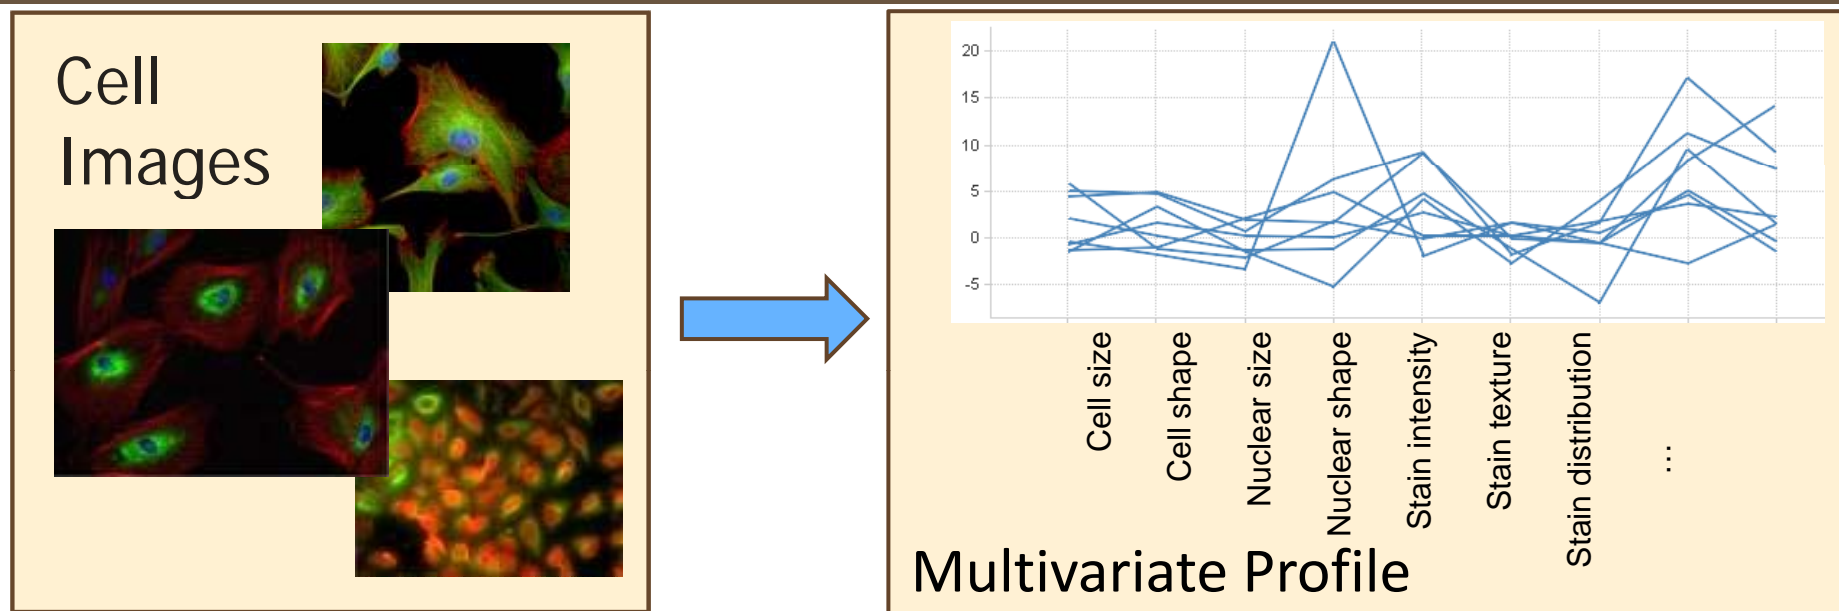 Cell
Images
20
15
10
5
0
-5
Cell size
Cell shape
Nuclear size
Nuclear shape
Stain intensity
Stain texture
Stain distribution
...
Multivariate Profile